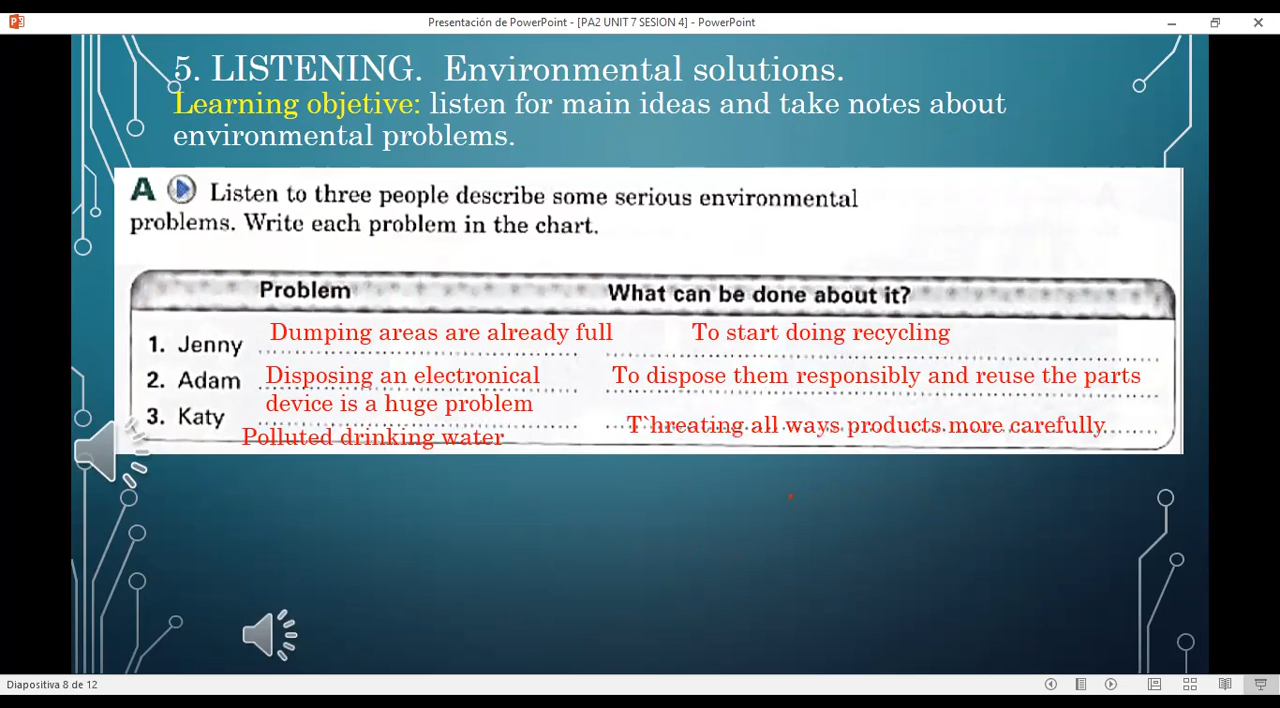 Presentación de PowerPoint - [PA2 UNIT 7 SESION 4] - PowerPoint
5. LISTENING.  Environmental solutions.
Learning objetive: listen for main ideas and take notes about
environmental problems.
A Listen to three people describe some serious environmental
problems. Write each problem in the chart.
Problem What can be done about it?
1. Jenny Dumping areas are already full To start doing recycling
2. Adam Disposing an electronical To dispose them responsibly and reuse the parts
device is a huge problem
3. Katy Polluted drinking water T`hreating all ways products more carefully
Diapositiva 8 de 12